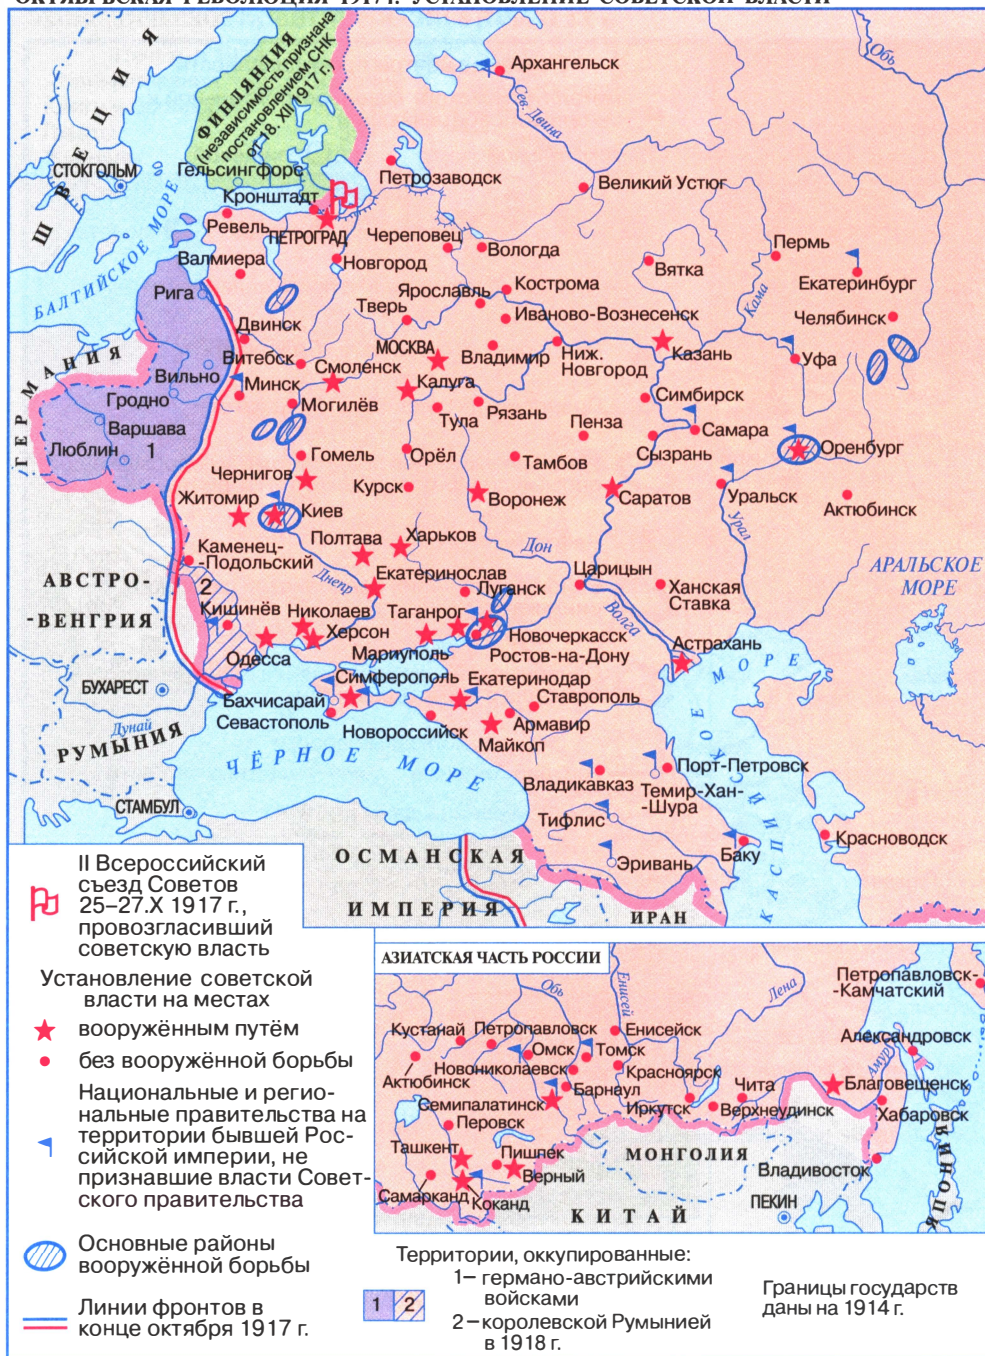 ОКТЯБРЬСКАЯ РЕВОЛЮЦИЯ 1917г. УСТАНОВЛЕНИЕ СОВЕТСКОЙ ВЛАСТИ
ШВЕЦИЯ
СТОКГОЛЬМ
ФИНЛЯНДИЯ
(независимость признана
постановлением СНК
от 18. XII.1917 г.)
Гельсингфорс
Кронштадт
Ревель
ПЕТРОГРАД
БАЛТИЙСКОЕ МОРЕ
Архангельск
Сев. Двина
Обь
Петрозаводск
Великий Устюг
Череповец
Вологда
Вятка
Пермь
Екатеринбург
Валмиера
Новгород
Рига
Тверь
Ярославль
Кострома
Иваново-Вознесенск
Кама
Челябинск
Двинск
МОСКВА
Владимир
Ниж.
Новгород
Казань
Уфа
Витебск
Смоленск
ГЕРМАНИЯ
Вильно
Минск
Калуга
Гродно
Могилёв
Тула
Рязань
Симбирск
Варшава
Люблин
1
Пенза
Самара
Сызрань
Оренбург
Гомель
Орёл
Тамбов
Чернигов
Курск
Воронеж
Саратов
Уральск
Актюбинск
Житомир
Киев
Полтава
Харьков
Дон
Урал
Каменец-
-Подольский
Днепр
Екатеринослав
Луганск
Царицын
Ханская
Ставка
АРАЛЬСКОЕ
МОРЕ
АВСТРО-
-ВЕНГРИЯ
2
Кишинёв
Николаев
Таганрог
Волга
Херсон
Новочеркасск
Астрахань
Одесса
Мариуполь
Ростов-на-Дону
Симферополь
Екатеринодар
БУХАРЕСТ
Бахчисарай
Ставрополь
Севастополь
Новороссийск
Армавир
Майкоп
Дунай
РУМЫНИЯ
ЧЁРНОЕ МОРЕ
КАСПИЙСКОЕ МОРЕ
Владикавказ
Порт-Петровск
Темир-Хан-
-Шура
СТАМБУЛ
Тифлис
Красноводск
Эривань
Баку
ОСМАНСКАЯ
ИМПЕРИЯ
ИРАН
II Всероссийский
съезд Советов
25–27.X 1917 г.,
провозгласивший
советскую власть
Установление советской
власти на местах
вооружённым путём
без вооружённой борьбы
Национальные и регио-
нальные правительства на
территории бывшей Рос-
сийской империи, не
признавшие власти Совет-
ского правительства
Основные районы
вооружённой борьбы
Линии фронтов в
конце октября 1917 г.
АЗИАТСКАЯ ЧАСТЬ РОССИИ
Обь
Енисей
Лена
Петропавловск-
-Камчатский
Кустанай
Петропавловск
Енисейск
Александровск
Омск
Томск
Амур
Новониколаевск
Красноярск
Актюбинск
Барнаул
Чита
Благовещенск
Семипалатинск
Иркутск
Верхнеудинск
Хабаровск
Перовск
Ташкент
Пишпек
МОНГОЛИЯ
Верный
Владивосток
Самарканд
Коканд
КИТАЙ
ПЕКИН
ЯПОНИЯ
Территории, оккупированные:
1
2
1– германо-австрийскими
войсками
2–королевской Румынией
в 1918 г.
Границы государств
даны на 1914 г.